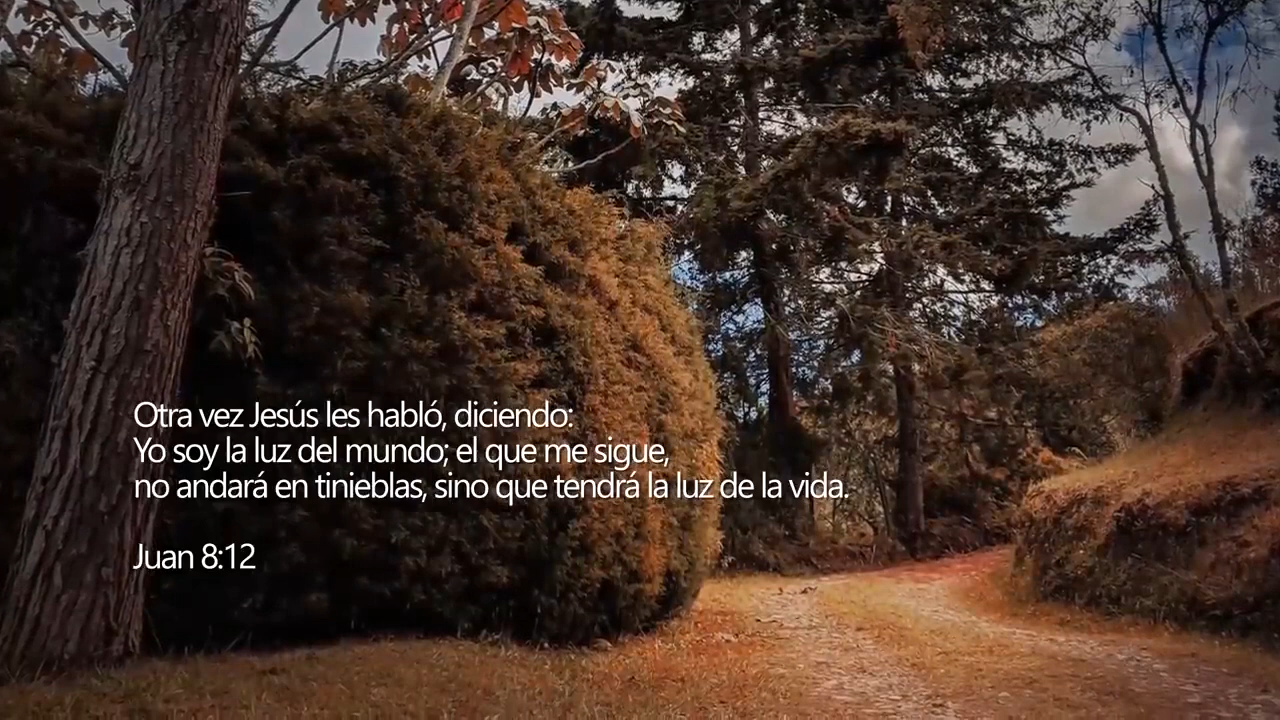 Otra vez Jesús les habló, diciendo:
Yo soy la luz del mundo; el que me sigue,
no andará en tinieblas, sino que tendrá la luz de la vida.
Juan 8:12